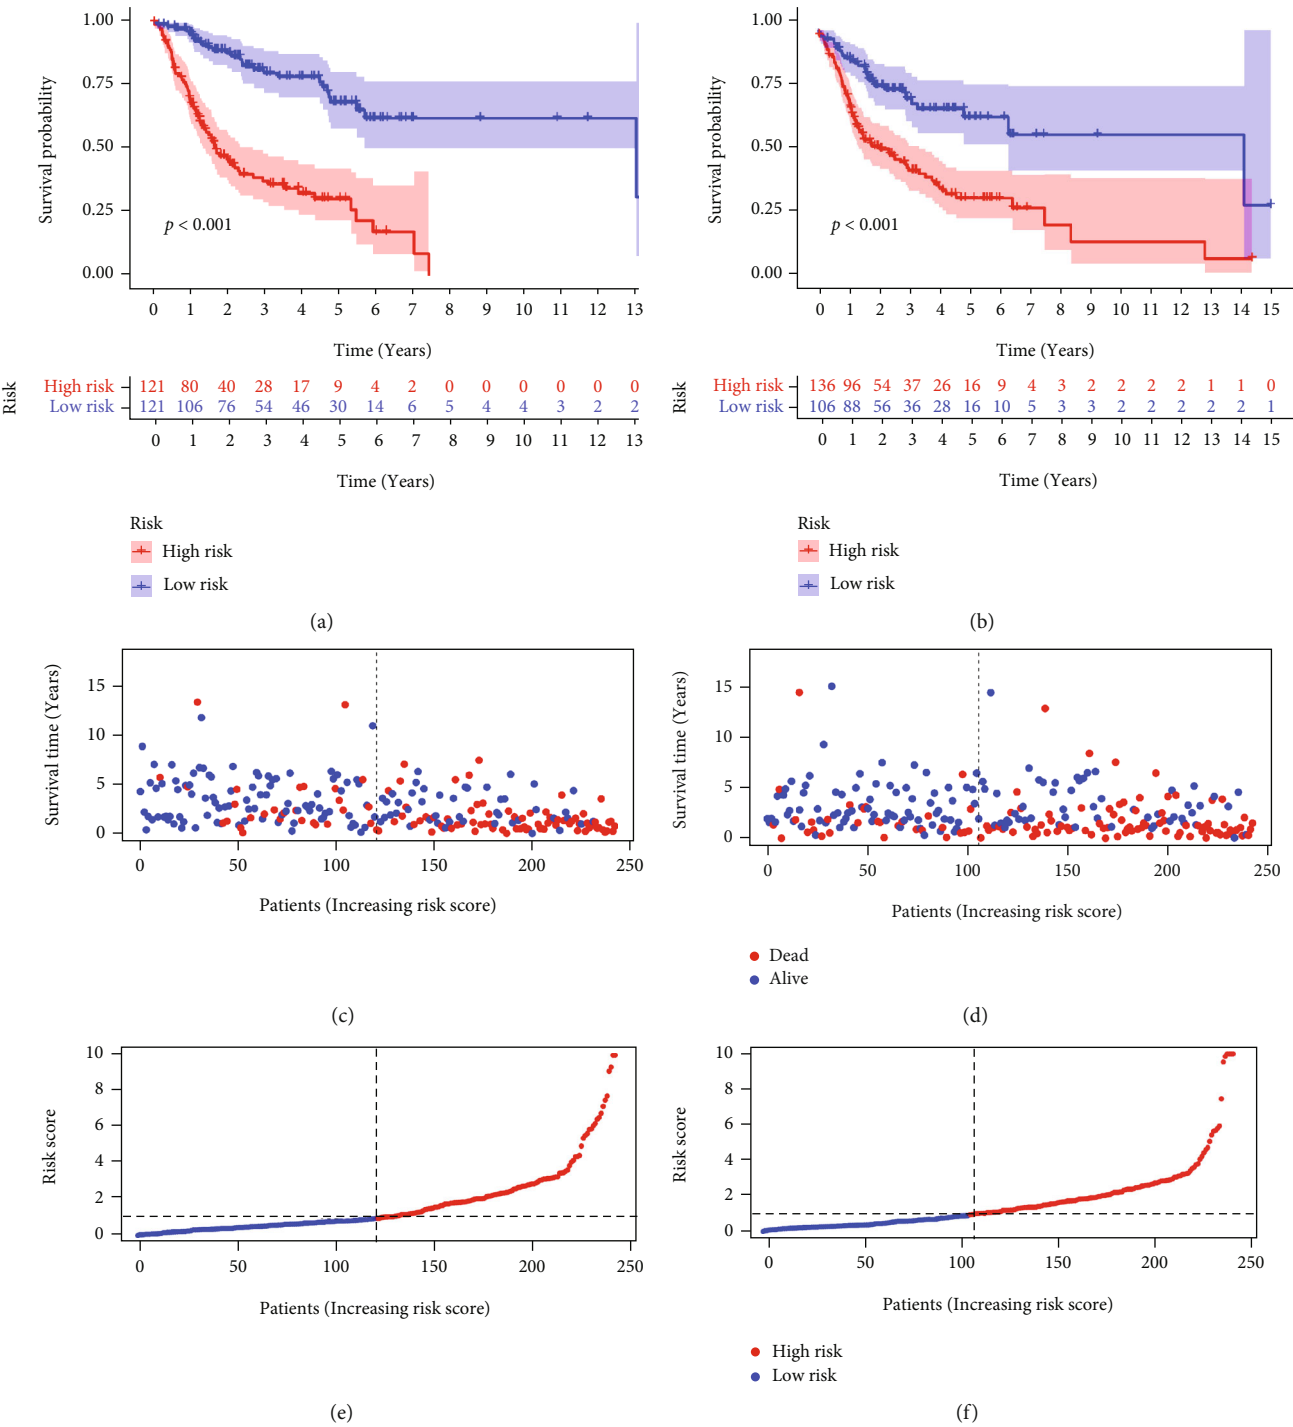 1.00
0.75
0.50
0.25
0.00
Survival probability
p < 0.001
0 1 2 3 4 5 6 7 8 9 10 11 12 13
Time (Years)
Risk
High risk 121 80 40 28 17 9 4 2 0 0 0 0 0 0
Low risk 121 106 76 54 46 30 14 6 5 4 4 3 2 2
0 1 2 3 4 5 6 7 8 9 10 11 12 13
Time (Years)
Risk
High risk
Low risk
(a)
1.00
0.75
0.50
0.25
0.00
Survival probability
p < 0.001
0 1 2 3 4 5 6 7 8 9 10 11 12 13 14 15
Time (Years)
Risk
High risk 136 96 54 37 26 16 9 4 3 2 2 2 2 1 1 0
Low risk 106 88 56 36 28 16 10 5 3 3 2 2 2 2 2 1
0 1 2 3 4 5 6 7 8 9 10 11 12 13 14 15
Time (Years)
Risk
High risk
Low risk
(b)
15
10
5
0
Survival time (Years)
0 50 100 150 200 250
Patients (Increasing risk score)
(c)
15
10
5
0
Survival time (Years)
0 50 100 150 200 250
Patients (Increasing risk score)
Dead
Alive
(d)
10
8
6
4
2
0
Risk score
0 50 100 150 200 250
Patients (Increasing risk score)
(e)
10
8
6
4
2
0
Risk score
0 50 100 150 200 250
Patients (Increasing risk score)
High risk
Low risk
(f)